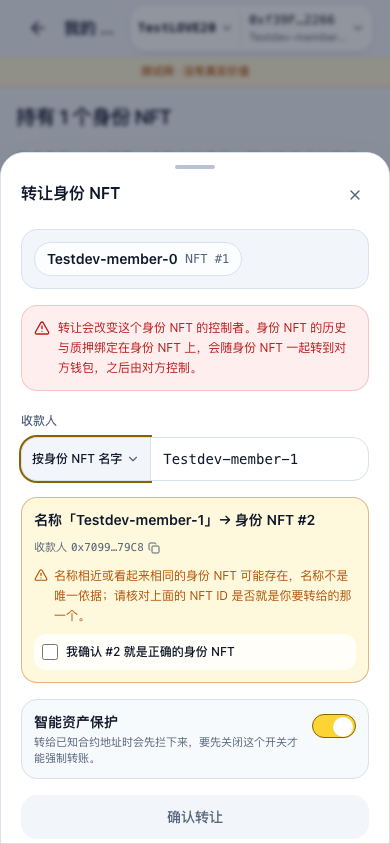 我的 ...
TestLOVE20
0xf39F…2266
Testdev-member…
测试网 · 没有真实价值
持有 1 个身份 NFT
转让身份 NFT
Testdev-member-0 NFT #1
转让会改变这个身份 NFT 的控制者。身份 NFT 的历史
与质押绑定在身份 NFT 上，会随身份 NFT 一起转到对
方钱包，之后由对方控制。
收款人
按身份 NFT 名字 Testdev-member-1
名称「Testdev-member-1」→ 身份 NFT #2
收款人 0x7099…79C8
名称相近或看起来相同的身份 NFT 可能存在，名称不是
唯一依据；请核对上面的 NFT ID 是否就是你要转给的那
一个。
我确认 #2 就是正确的身份 NFT
智能资产保护
转给已知合约地址时会先拦下来，要先关闭这个开关才
能强制转账。
确认转让